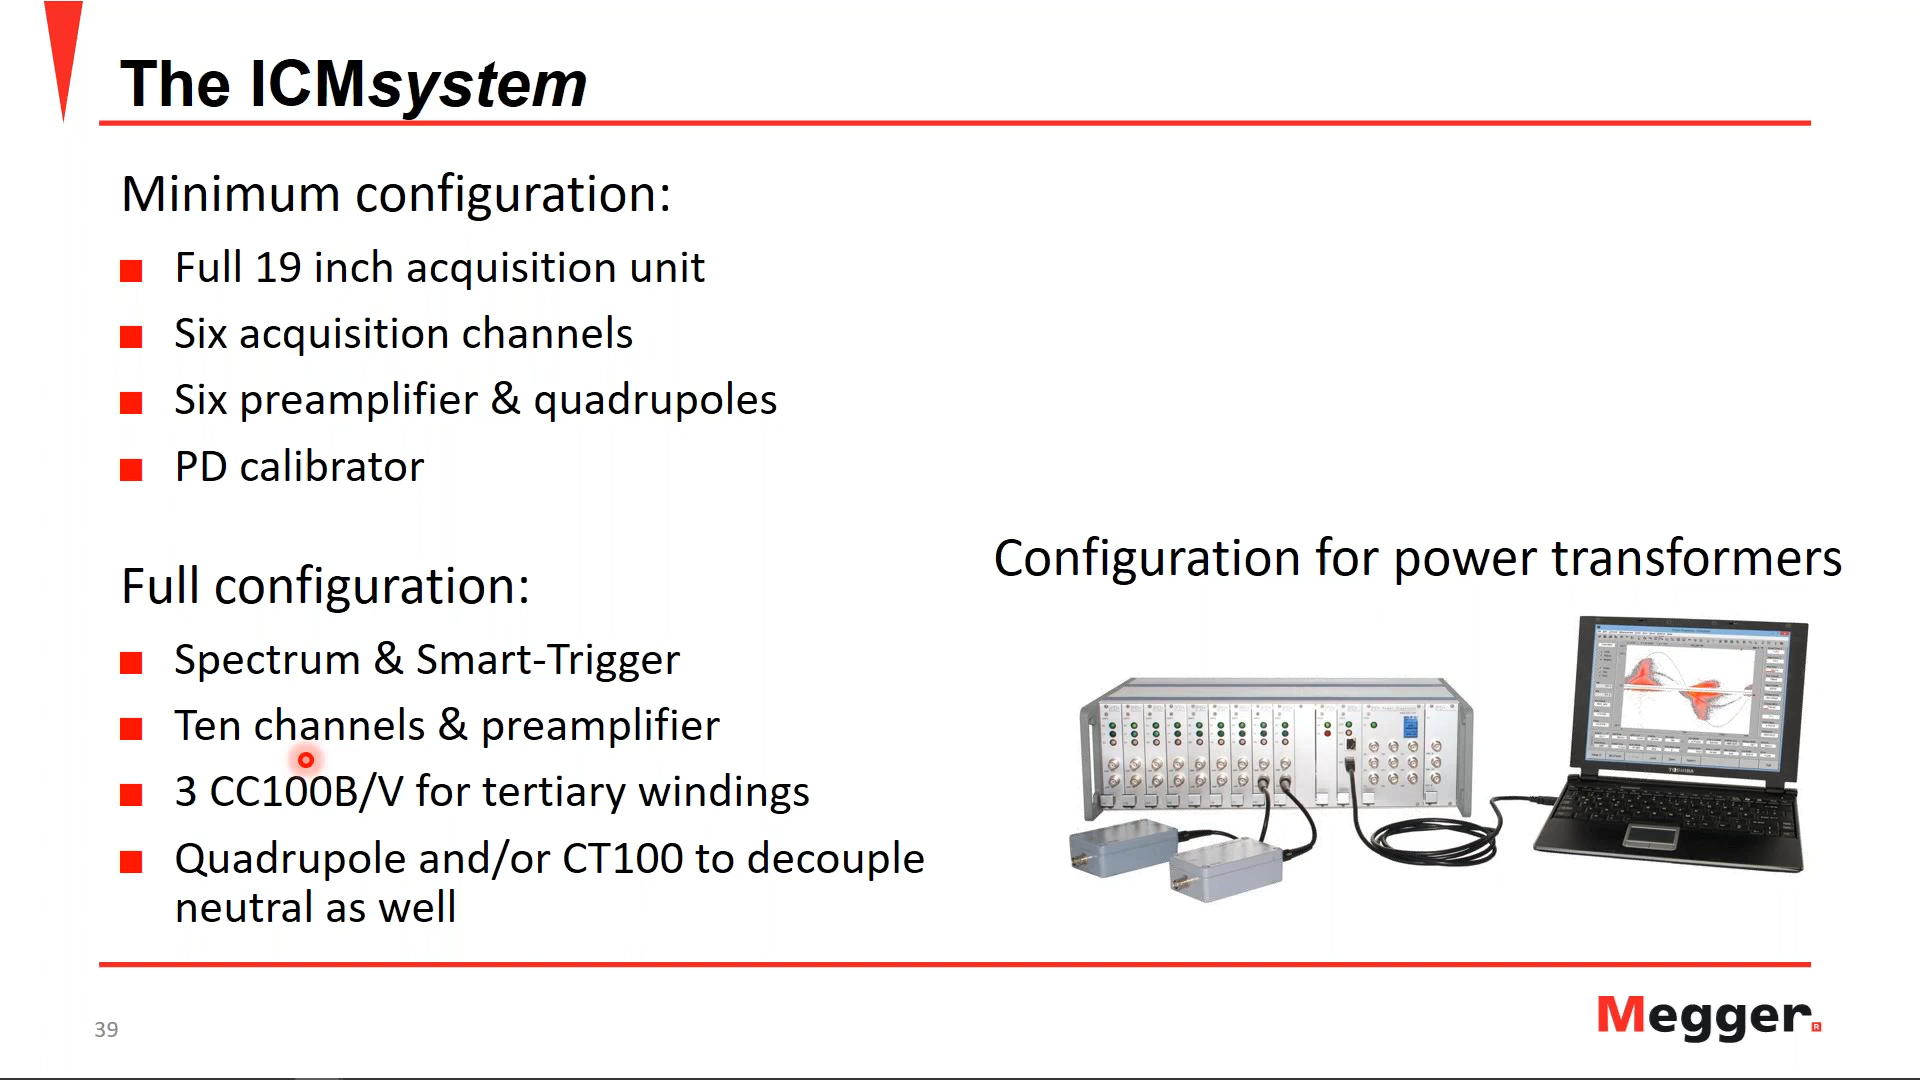 The ICMsystem
Minimum configuration:
Full 19 inch acquisition unit
Six acquisition channels
Six preamplifier & quadrupoles
PD calibrator
Full configuration:
Spectrum & Smart-Trigger
Ten channels & preamplifier
3 CC100B/V for tertiary windings
Quadrupole and/or CT100 to decouple
neutral as well
Configuration for power transformers
TOSHIBA
39
Megger